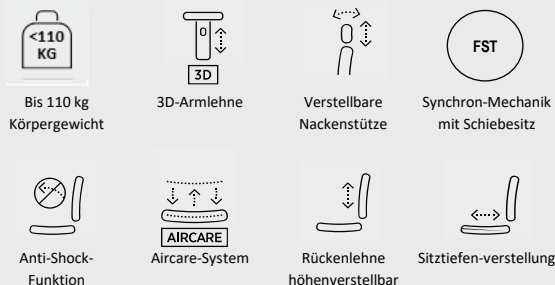 <110
KG
3D
FST
Bis 110 kg
Körpergewicht
3D-Armlehne
Verstellbare
Nackenstütze
Synchron-Mechanik
mit Schiebesitz
AIRCARE
Anti-Shock-
Funktion
Aircare-System
Rückenlehne
höhenverstellbar
Sitztiefen-verstellung